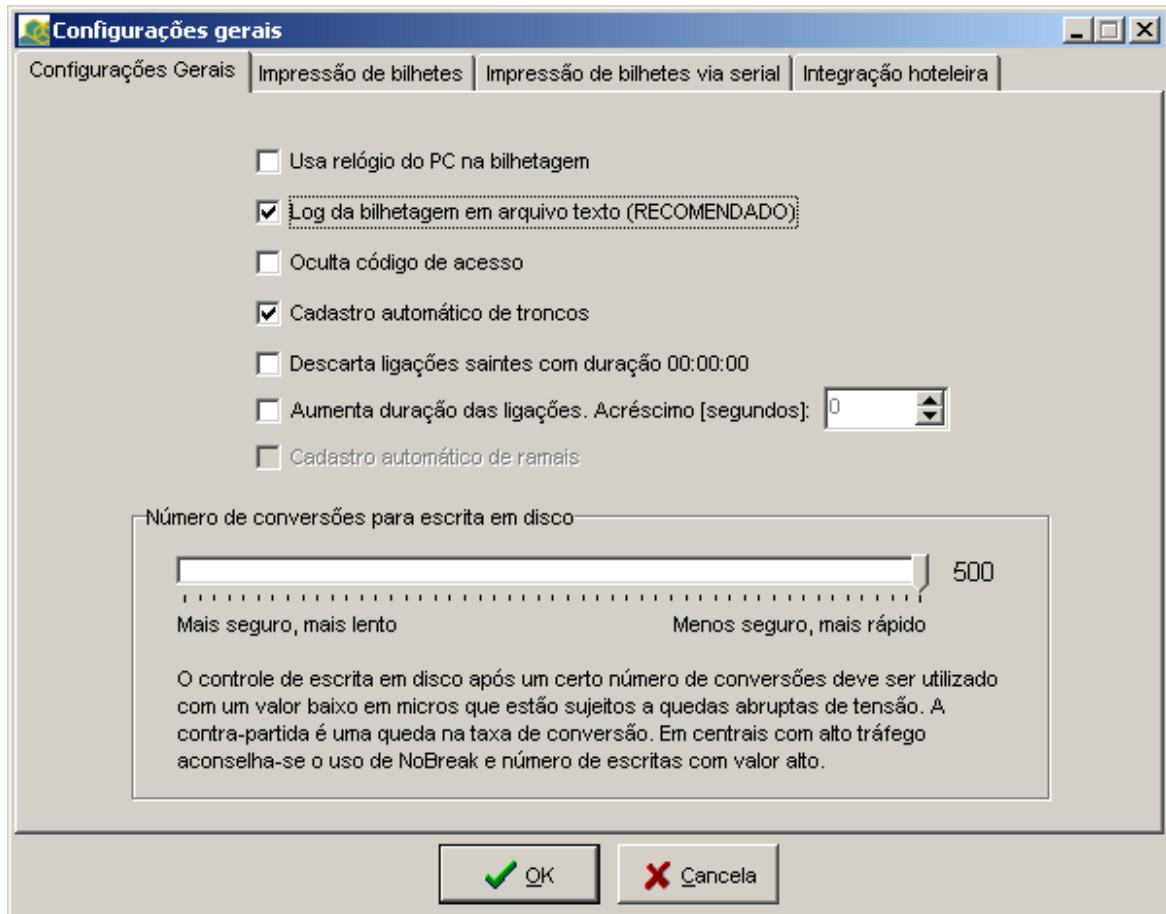 Configurações gerais
Configurações Gerais
Impressão de bilhetes
Impressão de bilhetes via serial
Integração hoteleira
Usa relógio do PC na bilhetagem
Log da bilhetagem em arquivo texto (RECOMENDADO)
Oculta código de acesso
Cadastro automático de troncos
Descarta ligações saintes com duração 00:00:00
Aumenta duração das ligações. Acréscimo [segundos]: 0
Cadastro automático de ramais
Número de conversões para escrita em disco
500
Mais seguro, mais lento
Menos seguro, mais rápido
O controle de escrita em disco após um certo número de conversões deve ser utilizado
com um valor baixo em micros que estão sujeitos a quedas abruptas de tensão. A
contra-partida é uma queda na taxa de conversão. Em centrais com alto tráfego
aconselha-se o uso de NoBreak e número de escritas com valor alto.
OK
Cancela